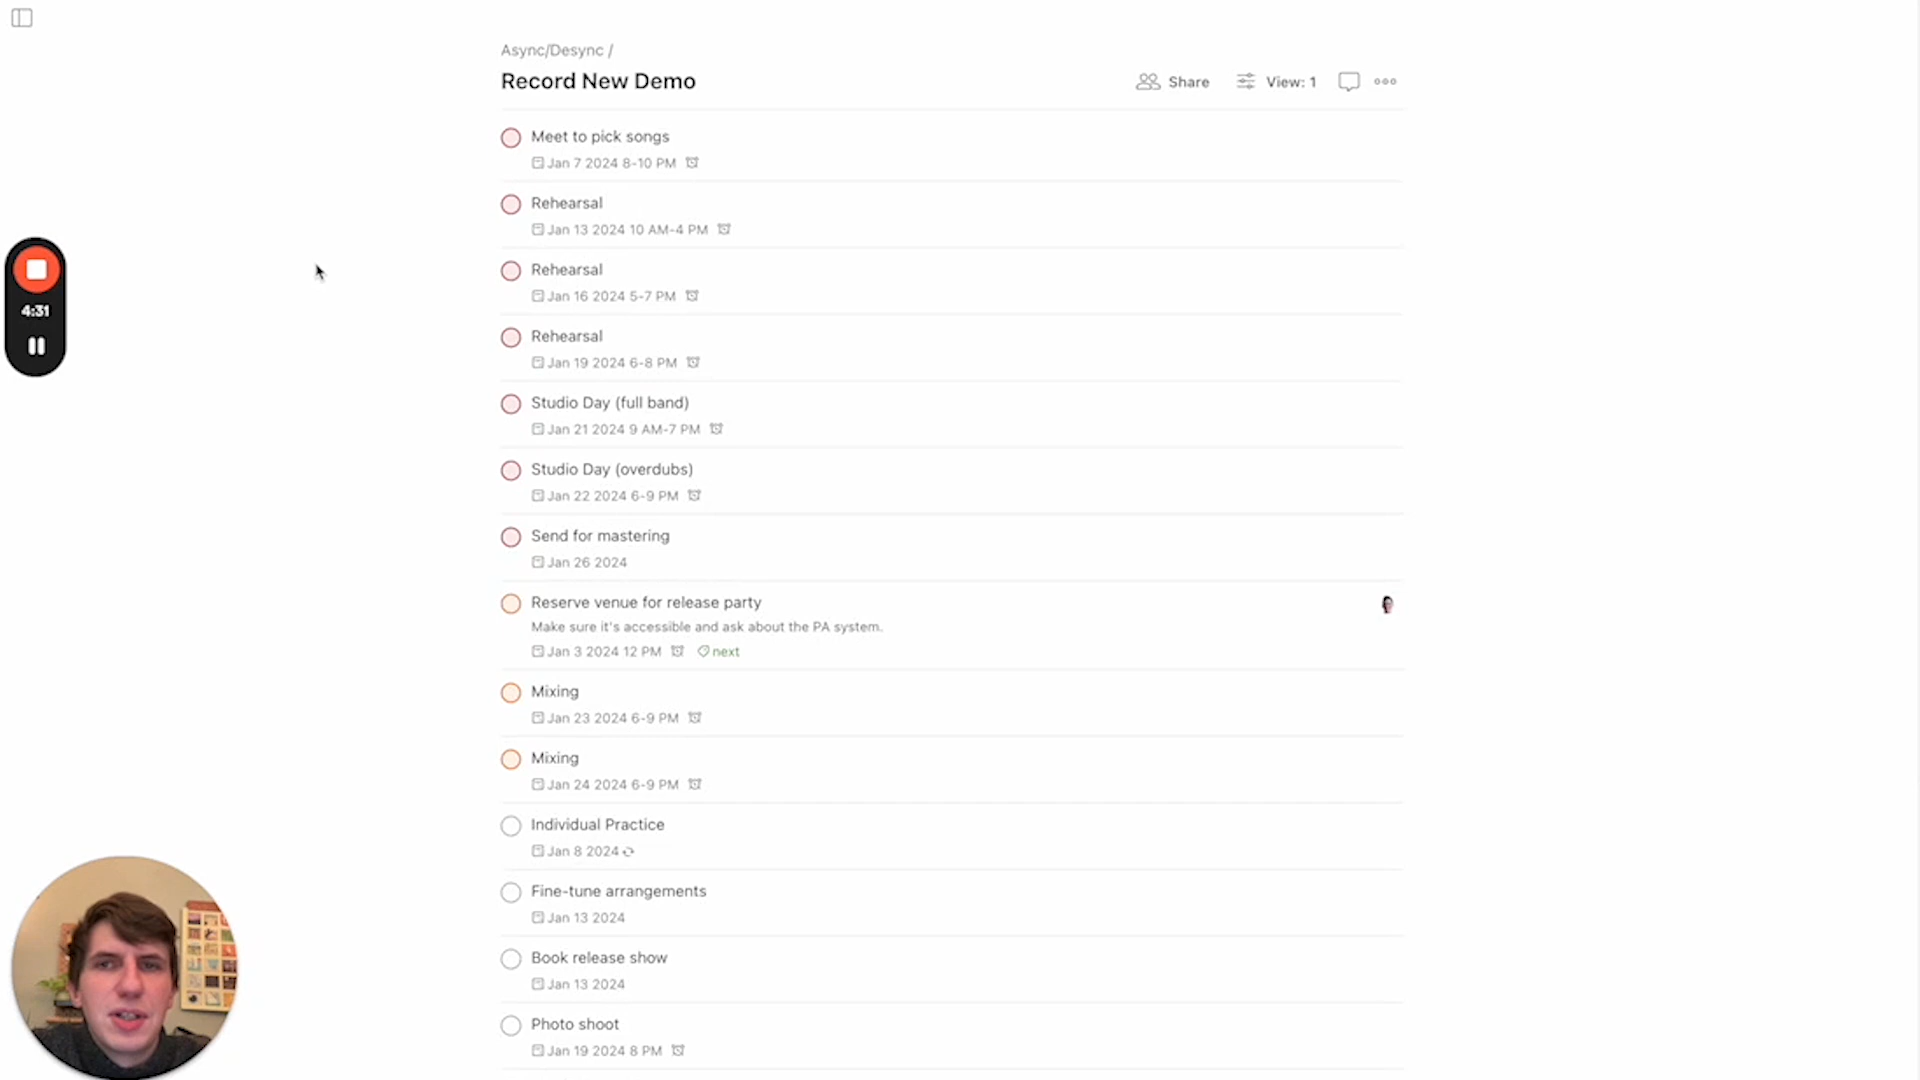 Async/Desync /
Record New Demo
Share
View: 1
Meet to pick songs
Jan 7 2024 8-10 PM
Rehearsal
Jan 13 2024 10 AM-4 PM
Rehearsal
Jan 16 2024 5-7 PM
4:31
Rehearsal
Jan 19 2024 6-8 PM
Studio Day (full band)
Jan 21 2024 9 AM-7 PM
Studio Day (overdubs)
Jan 22 2024 6-9 PM
Send for mastering
Jan 26 2024
Reserve venue for release party
Make sure it's accessible and ask about the PA system.
Jan 3 2024 12 PM next
Mixing
Jan 23 2024 6-9 PM
Mixing
Jan 24 2024 6-9 PM
Individual Practice
Jan 8 2024
Fine-tune arrangements
Jan 13 2024
Book release show
Jan 13 2024
Photo shoot
Jan 19 2024 8 PM